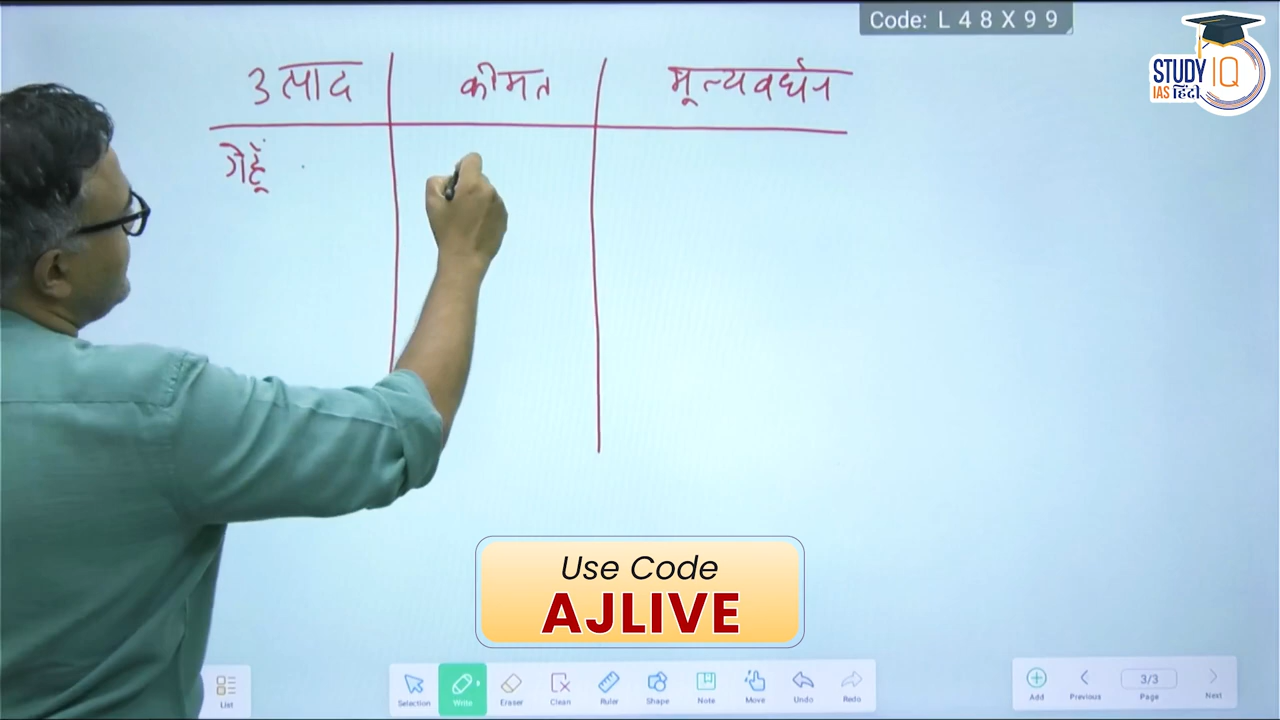 Code: L 4 8 X 9 9
STUDY IQ
IAS हिंदी
उत्पाद कीमत मूल्यवर्धन
गेहूँ
Use Code
AJLIVE
List
Selection Write Eraser Clean Ruler Shape Note Move Undo Redo
Add Previous 3/3 Page Next